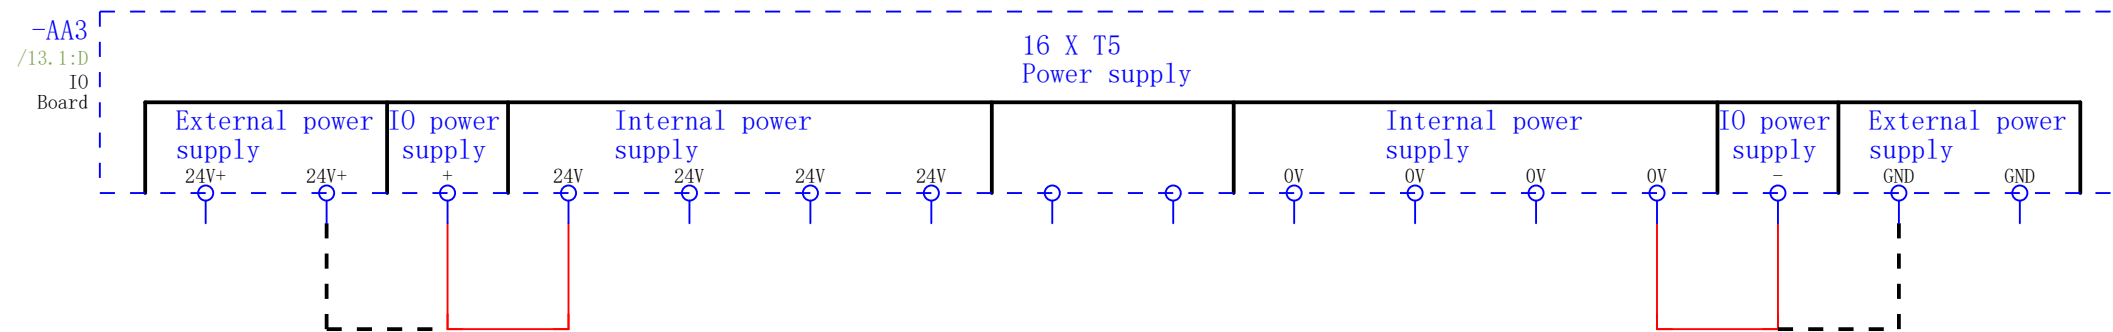 -AA3
/13.1:D
IO
Board
16 X T5
Power supply
External power
supply
IO power
supply
Internal power
supply
Internal power
supply
IO power
supply
External power
supply
24V+
24V+
+
24V
24V
24V
24V
0V
0V
0V
0V
-
GND
GND